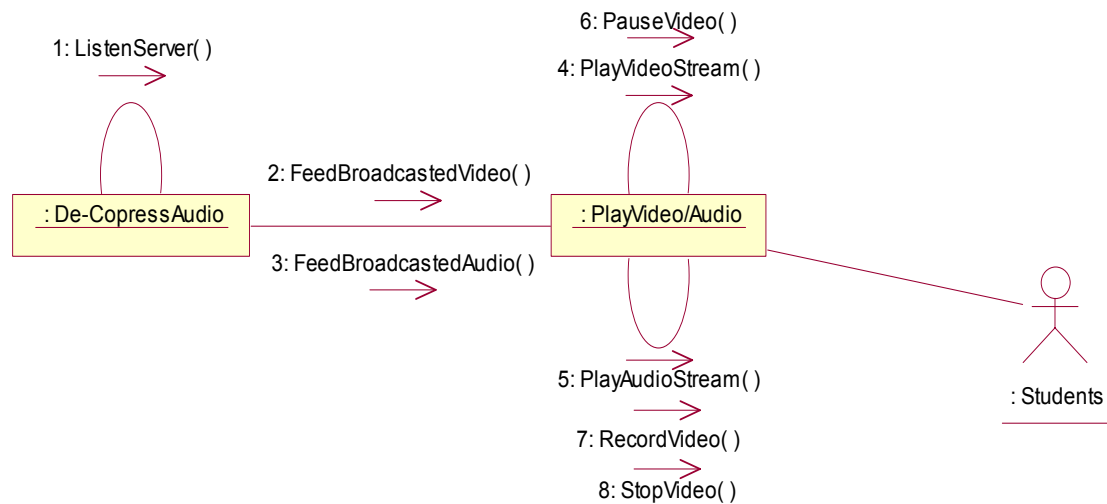 6: PauseVideo( )
1: ListenServer( )
4: PlayVideoStream( )
2: FeedBroadcastedVideo( )
: De-CopressAudio
: PlayVideo/Audio
3: FeedBroadcastedAudio( )
5: PlayAudioStream( )
: Students
7: RecordVideo( )
8: StopVideo( )